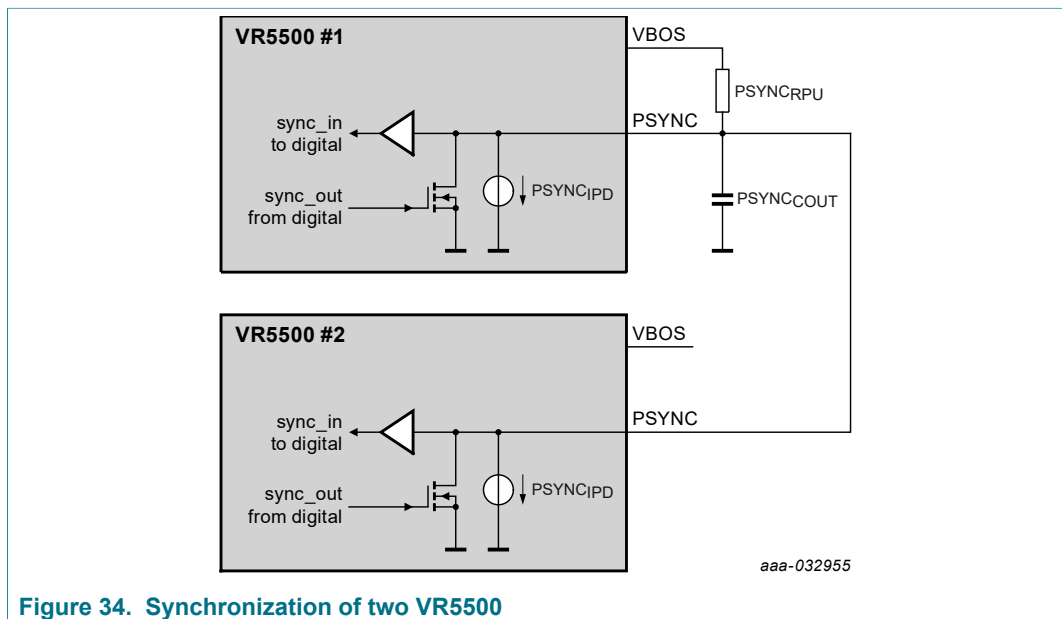 VR5500 #1
VBOS
PSYNCRPU
PSYNC
sync_in
to digital
PSYNCIPD
PSYNCCOUT
sync_out
from digital
VR5500 #2
VBOS
PSYNC
sync_in
to digital
PSYNCIPD
sync_out
from digital
aaa-032955
Figure 34. Synchronization of two VR5500